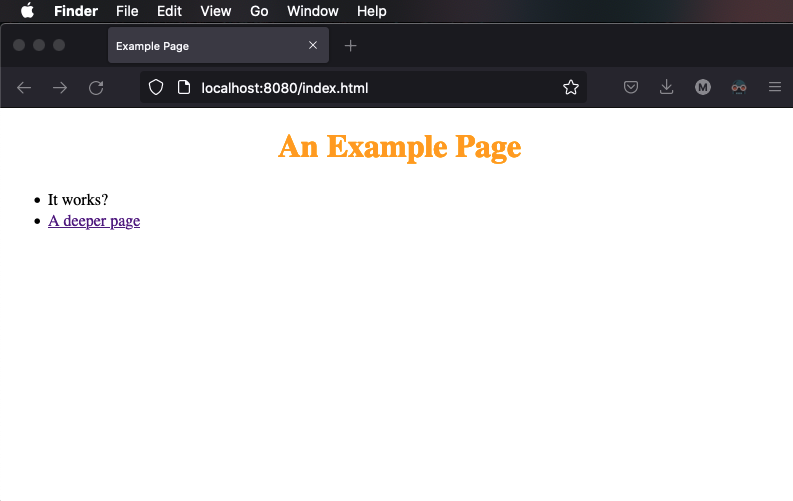 Finder File Edit View Go Window Help
Example Page
localhost:8080/index.html
M
An Example Page
It works?
A deeper page